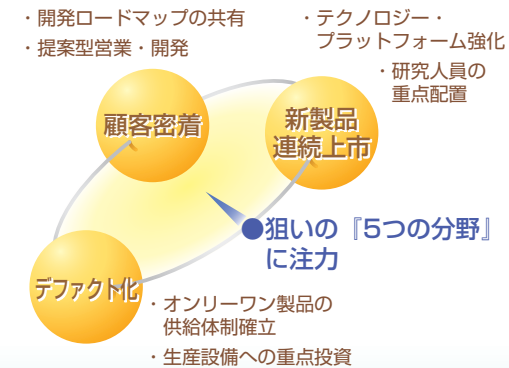 ・開発ロードマップの共有
・提案型営業・開発
・テクノロジー・
プラットフォーム強化
・研究人員の
重点配置
顧客密着
新製品
連続上市
●狙いの『5つの分野』
に注力
デファクト化
・オンリーワン製品の
供給体制確立
・生産設備への重点投資